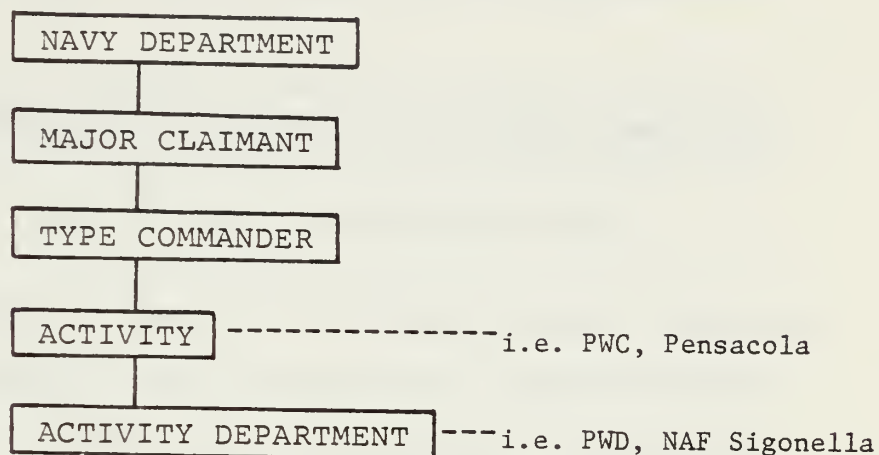 NAVY DEPARTMENT
MAJOR CLAIMANT
TYPE COMMANDER
ACTIVITY ---------------i.e. PWC, Pensacola
ACTIVITY DEPARTMENT ---i.e. PWD, NAF Sigonella